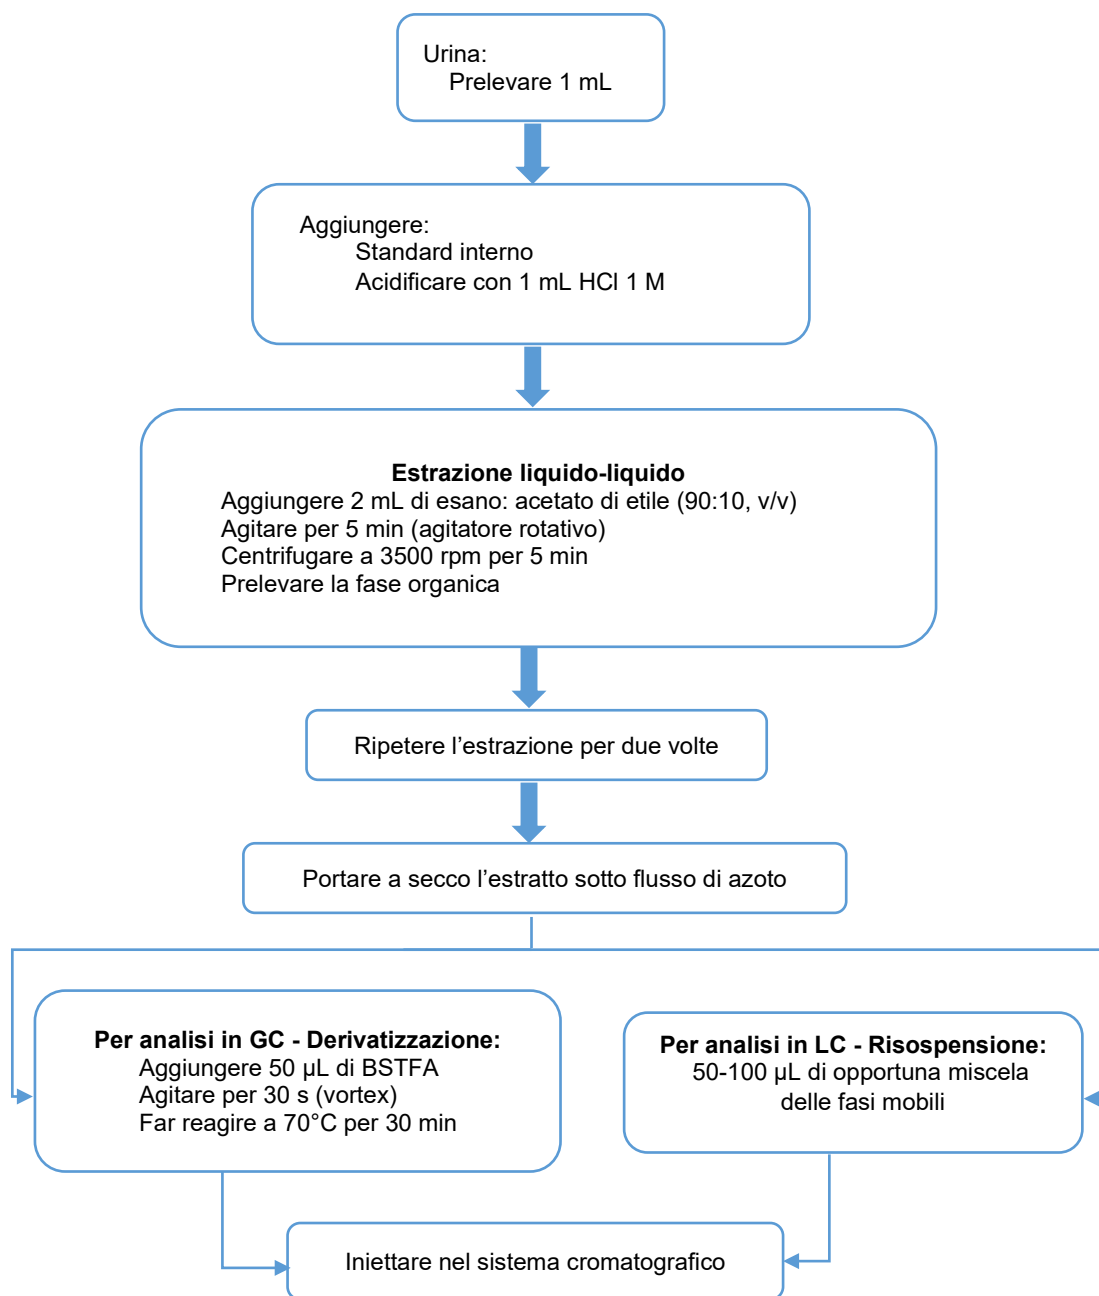 Urina:
Prelevare 1 mL
Aggiungere:
Standard interno
Acidificare con 1 mL HCl 1 M
Estrazione liquido-liquido
Aggiungere 2 mL di esano: acetato di etile (90:10, v/v)
Agitare per 5 min (agitatore rotativo)
Centrifugare a 3500 rpm per 5 min
Prelevare la fase organica
Ripetere l’estrazione per due volte
Portare a secco l’estratto sotto flusso di azoto
Per analisi in GC - Derivatizzazione:
Aggiungere 50 µL di BSTFA
Agitare per 30 s (vortex)
Far reagire a 70°C per 30 min
Per analisi in LC - Risospensione:
50-100 µL di opportuna miscela
delle fasi mobili
Iniettare nel sistema cromatografico